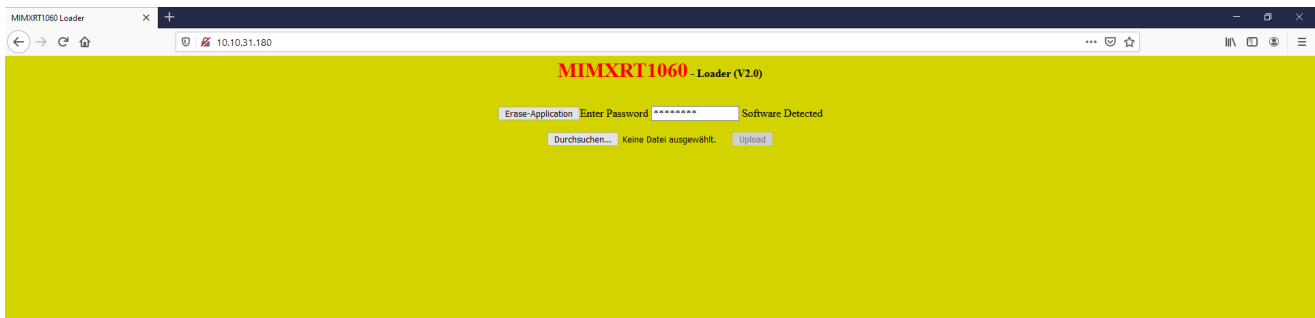 MIMXRT1060 Loader
10.10.31.180
MIMXRT1060 - Loader (V2.0)
Erase-Application Enter Password ******** Software Detected
Durchsuchen... Keine Datei ausgewählt. Upload